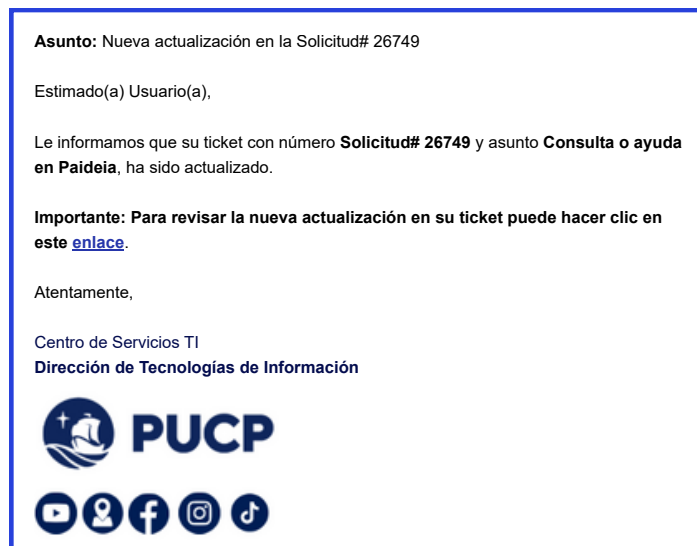 Asunto: Nueva actualización en la Solicitud# 26749
Estimado(a) Usuario(a),
Le informamos que su ticket con número Solicitud# 26749 y asunto Consulta o ayuda
en Paideia, ha sido actualizado.
Importante: Para revisar la nueva actualización en su ticket puede hacer clic en
este enlace.
Atentamente,
Centro de Servicios TI
Dirección de Tecnologías de Información
PUCP